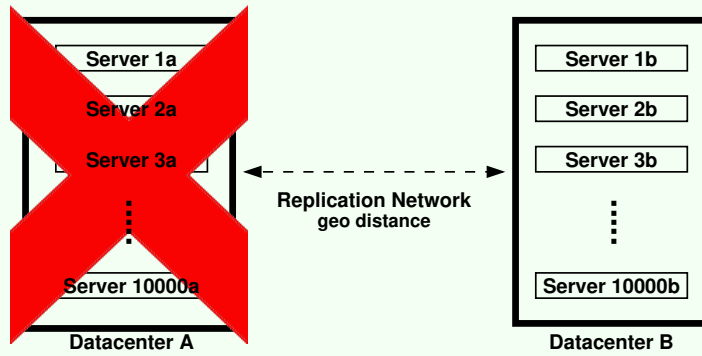 Server 1a
Server 2a
Server 3a
Server 10000a
Datacenter A
Replication Network
geo distance
Server 1b
Server 2b
Server 3b
Server 10000b
Datacenter B